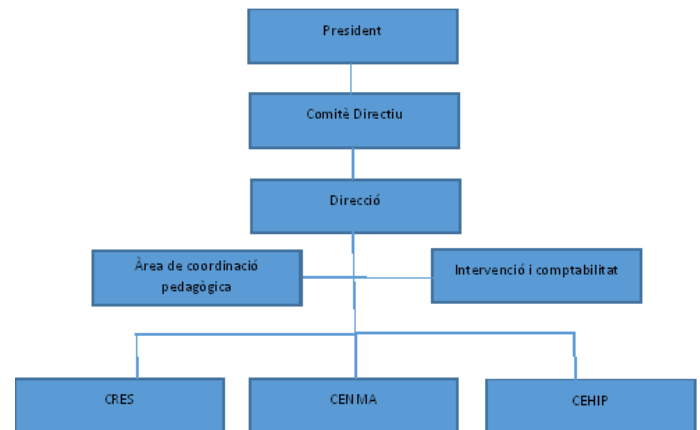 President
Comitè Directiu
Direcció
Àrea de coordinació
pedagògica
Intervenció i comptabilitat
CRES
CENMA
CEHIP